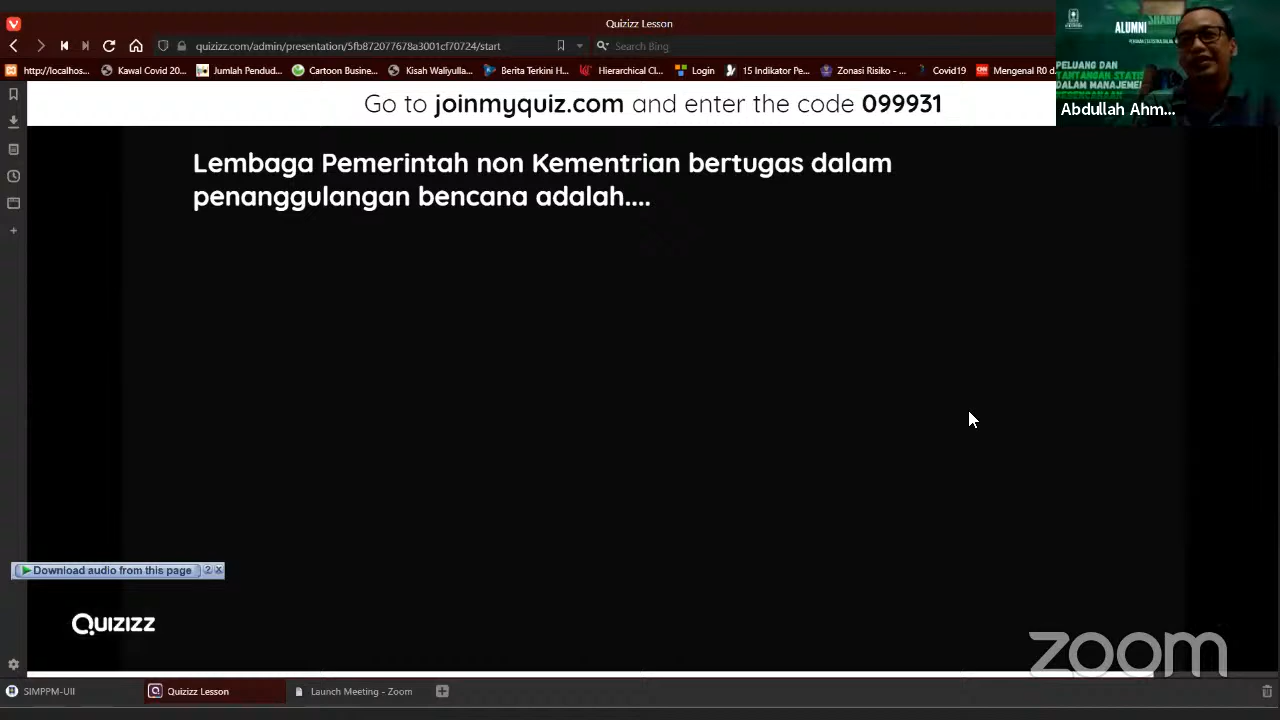 Quizizz Lesson
quizizz.com/admin/presentation/5fb872077678a3001cf70724/start
Search Bing
http://localhos...
Kawal Covid 20...
Jumlah Pendud...
Cartoon Busine...
Kisah Waliyulla...
Berita Terkini H...
Hierarchical Cl...
Login
15 Indikator Pe...
Zonasi Risiko - ...
Covid19
Mengenal R0 d
Go to joinmyquiz.com and enter the code 099931
ALUMNI
PELUANG DAN
TANTANGAN STATIS
DALAM MANAJEME
Abdullah Ahm...
Lembaga Pemerintah non Kementrian bertugas dalam
penanggulangan bencana adalah....
Download audio from this page
? X
Quizizz
zoom
SIMPPM-UII
Quizizz Lesson
Launch Meeting - Zoom